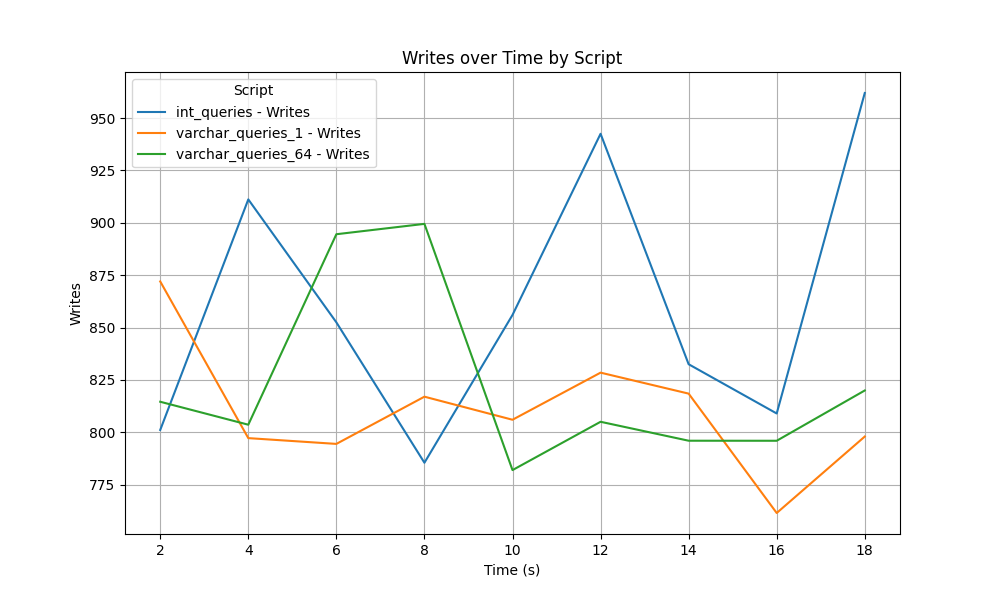 Writes over Time by Script
Script
int_queries - Writes
varchar_queries_1 - Writes
varchar_queries_64 - Writes
Writes
950
925
900
875
850
825
800
775
2 4 6 8 10 12 14 16 18
Time (s)